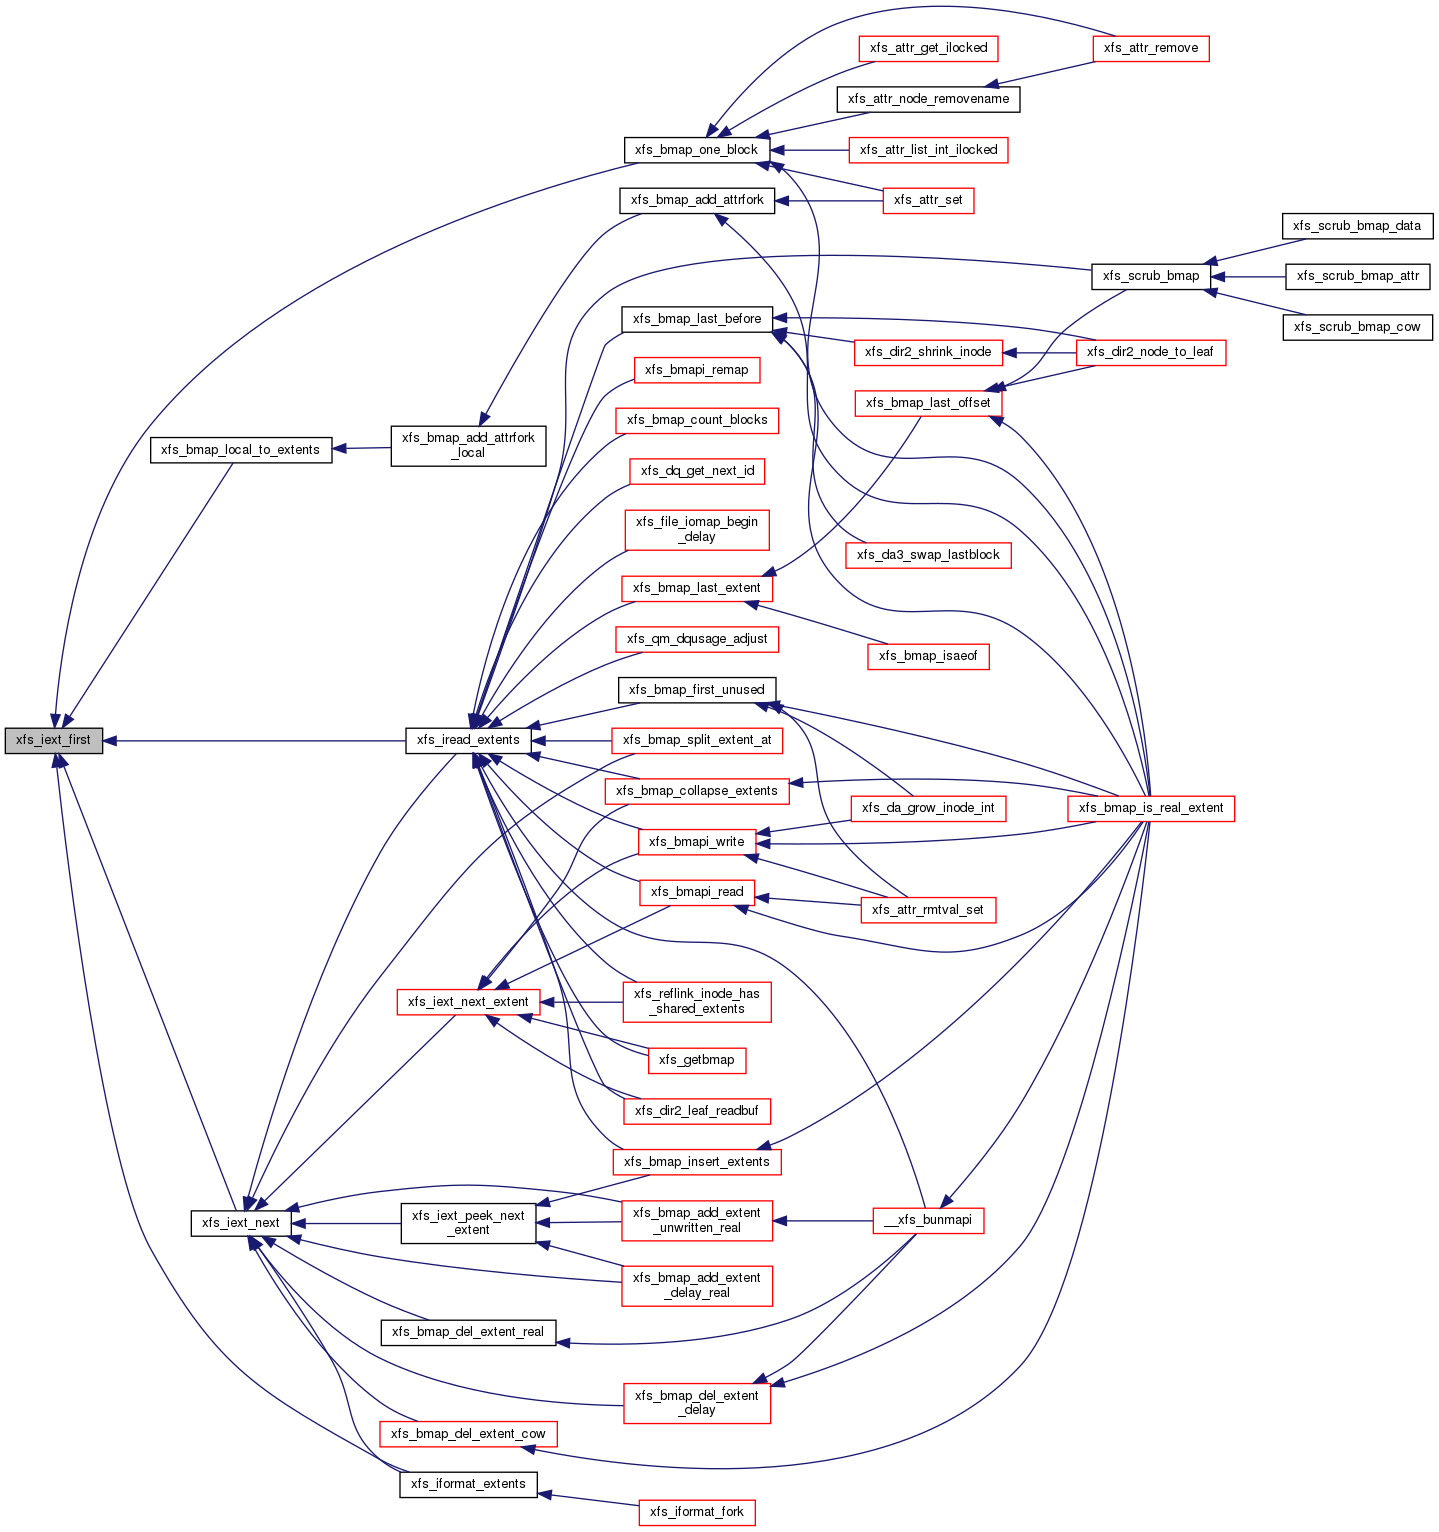 xfs_attr_get_ilocked
xfs_attr_remove
xfs_attr_node_removename
xfs_bmap_one_block
xfs_attr_list_int_ilocked
xfs_bmap_add_attrfork
xfs_attr_set
xfs_scrub_bmap_data
xfs_scrub_bmap
xfs_scrub_bmap_attr
xfs_bmap_last_before
xfs_scrub_bmap_cow
xfs_dir2_shrink_inode
xfs_dir2_node_to_leaf
xfs_bmapi_remap
xfs_bmap_last_offset
xfs_bmap_count_blocks
xfs_bmap_local_to_extents
xfs_bmap_add_attrfork
_local
xfs_dq_get_next_id
xfs_file_iomap_begin
_delay
xfs_da3_swap_lastblock
xfs_bmap_last_extent
xfs_qm_dqusage_adjust
xfs_bmap_isaeof
xfs_bmap_first_unused
xfs_iext_first
xfs_iread_extents
xfs_bmap_split_extent_at
xfs_bmap_collapse_extents
xfs_da_grow_inode_int
xfs_bmap_is_real_extent
xfs_bmapi_write
xfs_bmapi_read
xfs_attr_rmtval_set
xfs_iext_next_extent
xfs_reflink_inode_has
_shared_extents
xfs_getbmap
xfs_dir2_leaf_readbuf
xfs_bmap_insert_extents
xfs_iext_next
xfs_iext_peek_next
_extent
xfs_bmap_add_extent
_unwritten_real
__xfs_bunmapi
xfs_bmap_add_extent
_delay_real
xfs_bmap_del_extent_real
xfs_bmap_del_extent
_delay
xfs_bmap_del_extent_cow
xfs_iformat_extents
xfs_iformat_fork